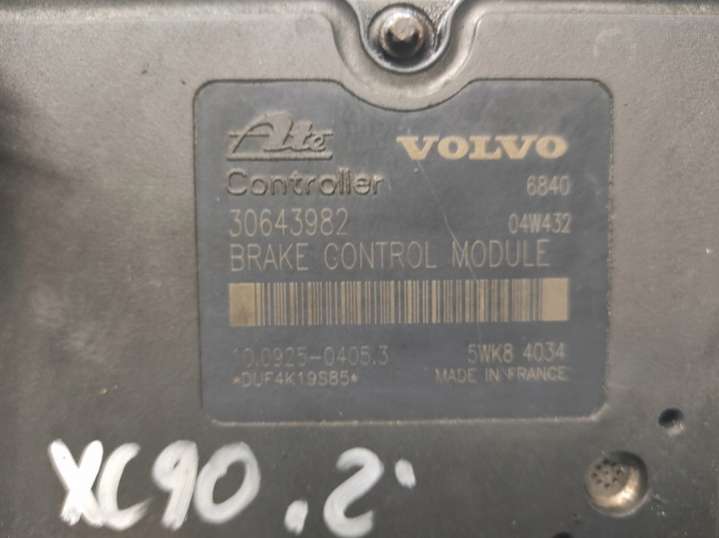 Ate VOLVO
Controller 6840
30643982 04W432
BRAKE CONTROL MODULE
10.0925-0405.3 5WK8 4034
*DUF4K19S85* MADE IN FRANCE
XC90.2'